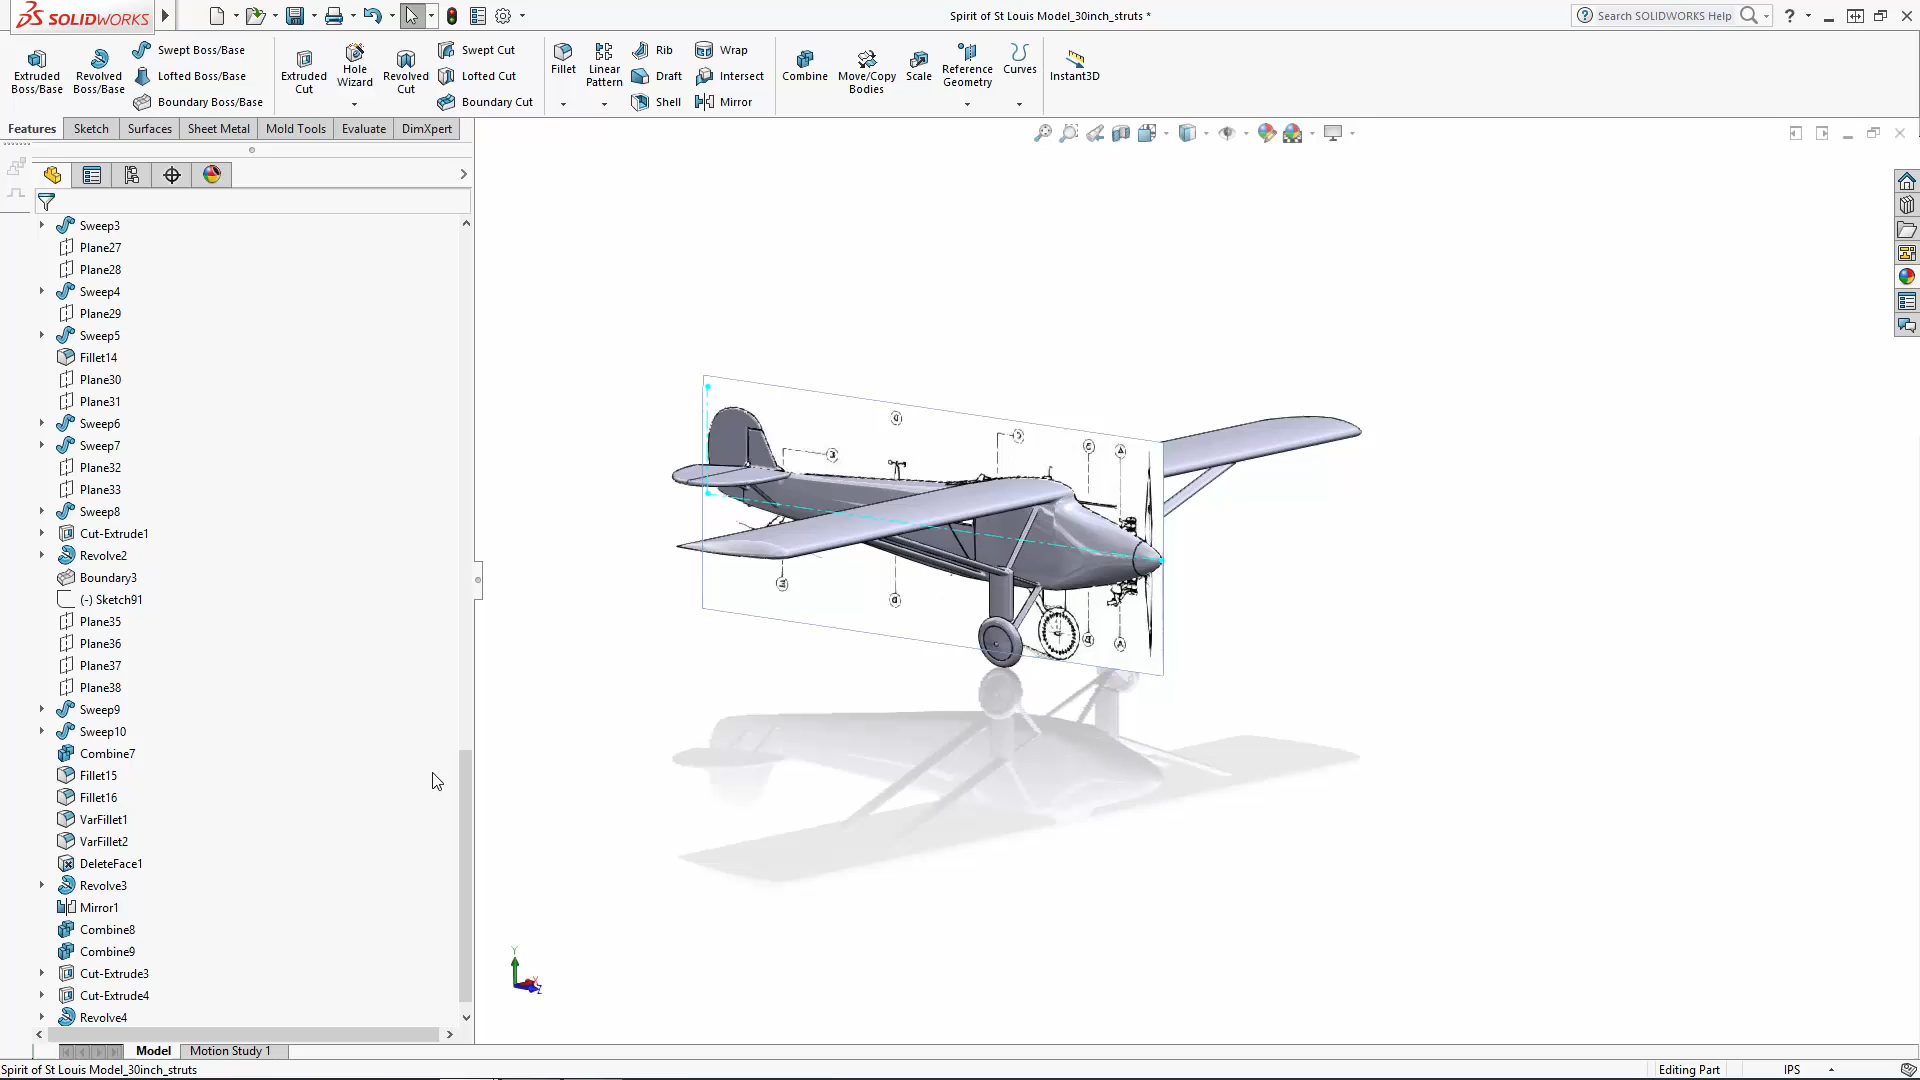 SOLIDWORKS
Spirit of St Louis Model_30inch_struts *
Search SOLIDWORKS Help
Extruded Boss/Base
Revolved Boss/Base
Swept Boss/Base
Lofted Boss/Base
Boundary Boss/Base
Extruded Cut
Hole Wizard
Revolved Cut
Swept Cut
Lofted Cut
Boundary Cut
Fillet
Linear Pattern
Rib
Draft
Shell
Wrap
Intersect
Mirror
Combine
Move/Copy Bodies
Scale
Reference Geometry
Curves
Instant3D
Features Sketch Surfaces Sheet Metal Mold Tools Evaluate DimXpert
Sweep3
Plane27
Plane28
Sweep4
Plane29
Sweep5
Fillet14
Plane30
Plane31
Sweep6
Sweep7
Plane32
Plane33
Sweep8
Cut-Extrude1
Revolve2
Boundary3
(-) Sketch91
Plane35
Plane36
Plane37
Plane38
Sweep9
Sweep10
Combine7
Fillet15
Fillet16
VarFillet1
VarFillet2
DeleteFace1
Revolve3
Mirror1
Combine8
Combine9
Cut-Extrude3
Cut-Extrude4
Revolve4
Y
Model Motion Study 1
Spirit of St Louis Model_30inch_struts
Editing Part
IPS